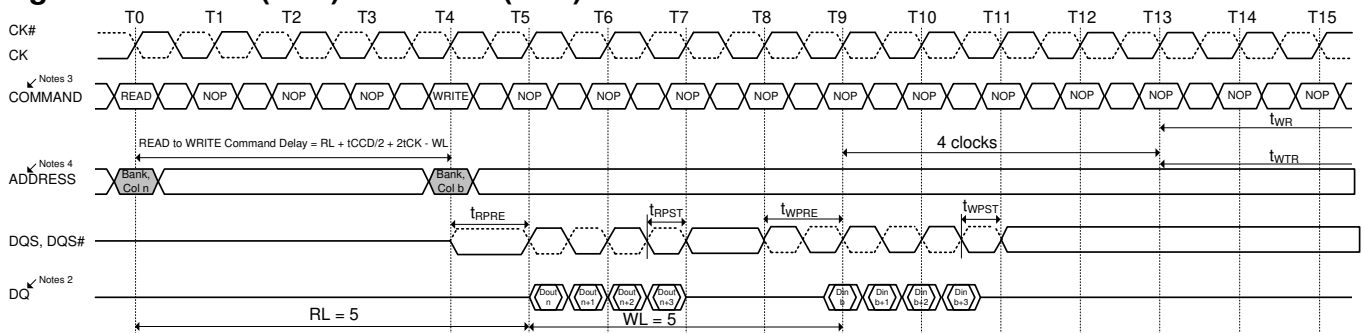 T0 T1 T2 T3 T4 T5 T6 T7 T8 T9 T10 T11 T12 T13 T14 T15
CK#
CK
Notes 3
COMMAND READ NOP NOP NOP WRITE NOP NOP NOP NOP NOP NOP NOP NOP NOP NOP NOP
tWR
READ to WRITE Command Delay = RL + tCCD/2 + 2tCK - WL
4 clocks
tWTR
Notes 4
ADDRESS Bank, Col n Bank, Col b
tRPRE tRPST tWPRE tWPST
DQS, DQS#
Notes 2
DQ Dout n Dout n+1 Dout n+2 Dout n+3 Din b Din b+1 Din b+2 Din b+3
RL = 5 WL = 5